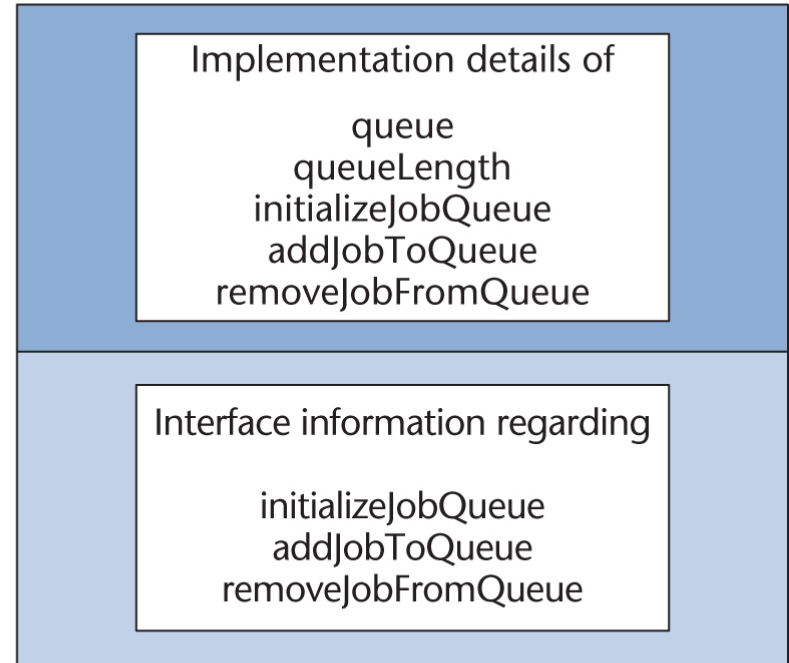 Implementation details of
queue
queueLength
initializeJobQueue
addJobToQueue
removeJobFromQueue
Interface information regarding
initializeJobQueue
addJobToQueue
removeJobFromQueue